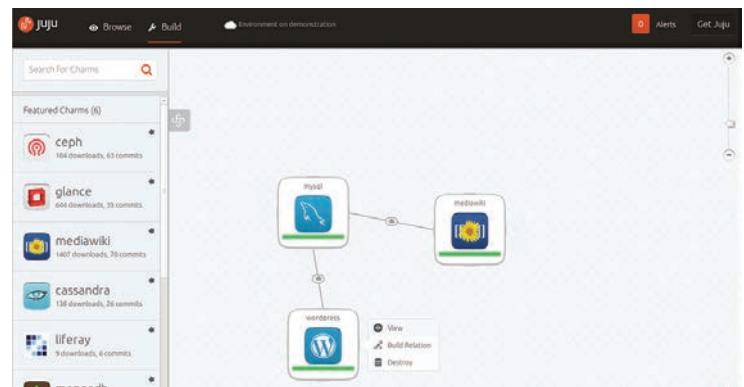 juju
Browse
Build
Environment on demonstration
0
Alerts
Get Juju
Search For Charms
Featured Charms (6)
ceph
184 downloads, 63 commits
glance
644 downloads, 35 commits
mediawiki
1407 downloads, 70 commits
cassandra
138 downloads, 26 commits
liferay
9 downloads, 6 commits
mysql
mediawiki
wordpress
View
Build Relation
Destroy